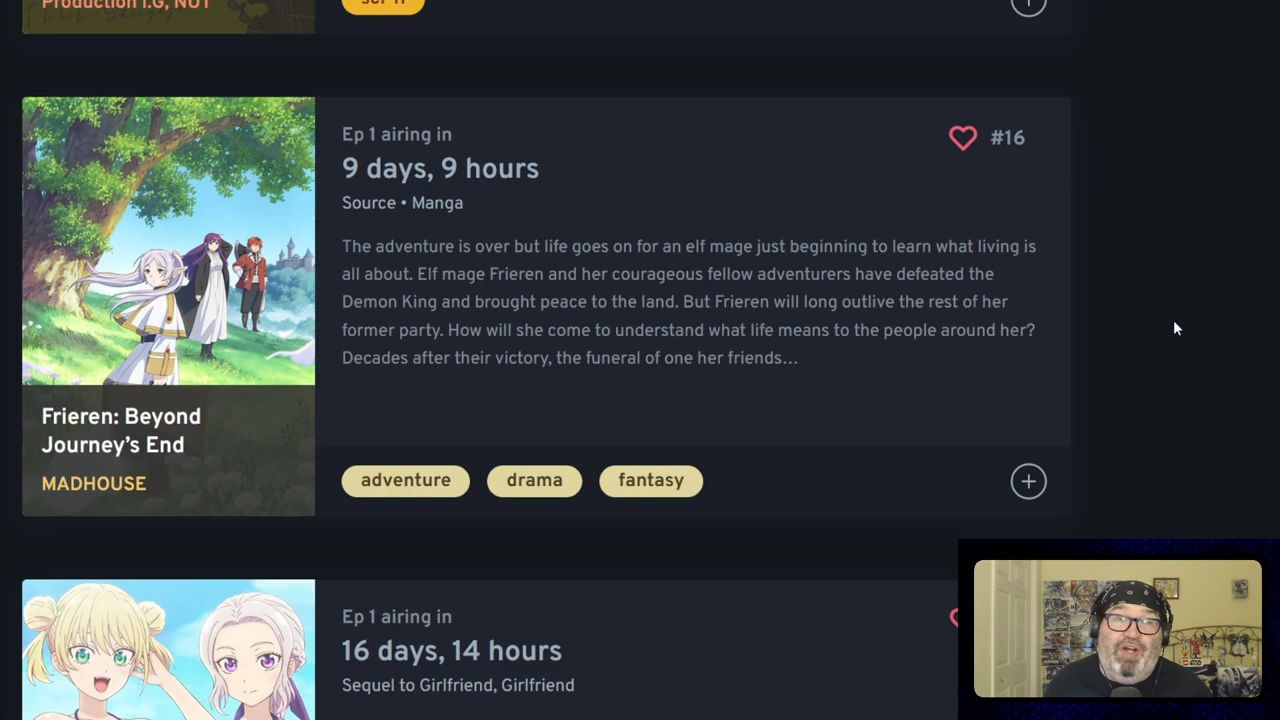 Production I.G, NUT
sci-fi
Ep 1 airing in
#16
9 days, 9 hours
Source • Manga
The adventure is over but life goes on for an elf mage just beginning to learn what living is
all about. Elf mage Frieren and her courageous fellow adventurers have defeated the
Demon King and brought peace to the land. But Frieren will long outlive the rest of her
former party. How will she come to understand what life means to the people around her?
Decades after their victory, the funeral of one her friends...
Frieren: Beyond
Journey's End
MADHOUSE
adventure
drama
fantasy
Ep 1 airing in
16 days, 14 hours
Sequel to Girlfriend, Girlfriend